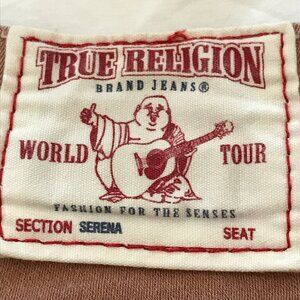 TRUE RELIGION
BRAND JEANS®
WORLD TOUR
FASHION FOR THE SENSES
SECTION SERENA SEAT